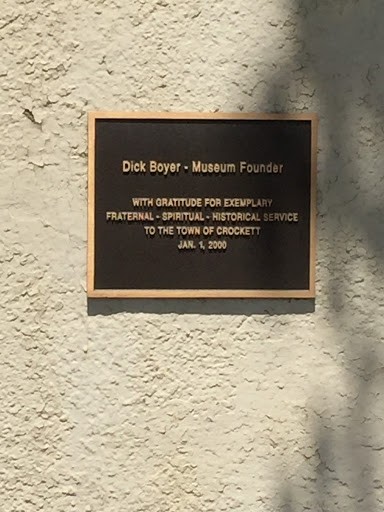 Dick Boyer - Museum Founder
WITH GRATITUDE FOR EXEMPLARY
FRATERNAL - SPIRITUAL - HISTORICAL SERVICE
TO THE TOWN OF CROCKETT
JAN. 1, 2000